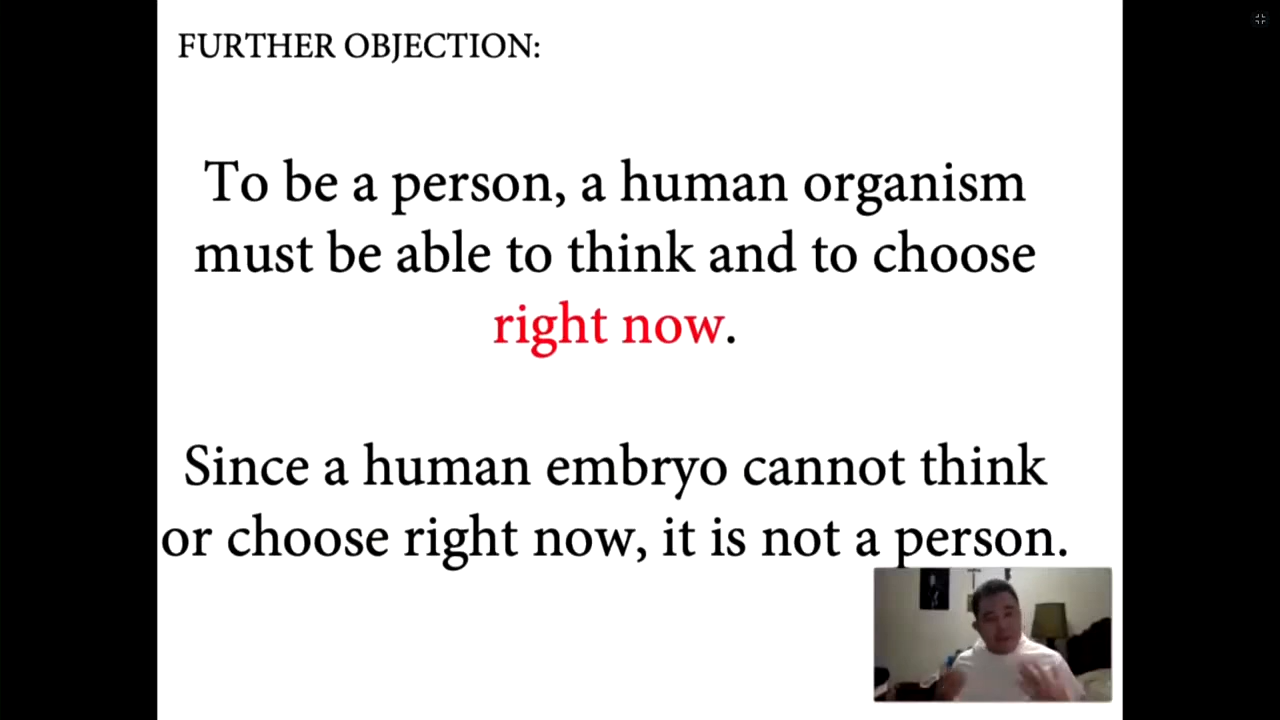 FURTHER OBJECTION:
To be a person, a human organism
must be able to think and to choose
right now.
Since a human embryo cannot think
or choose right now, it is not a person.